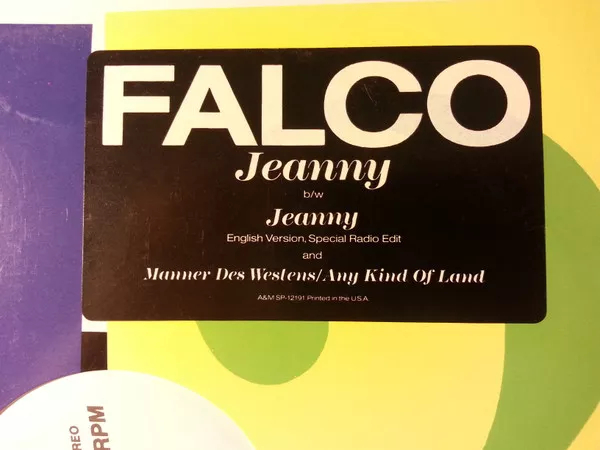 FALCO
Jeanny
b/w
Jeanny
English Version, Special Radio Edit
and
Manner Des Westens/Any Kind Of Land
A&M SP-12191 Printed in the U.S.A.
RPM